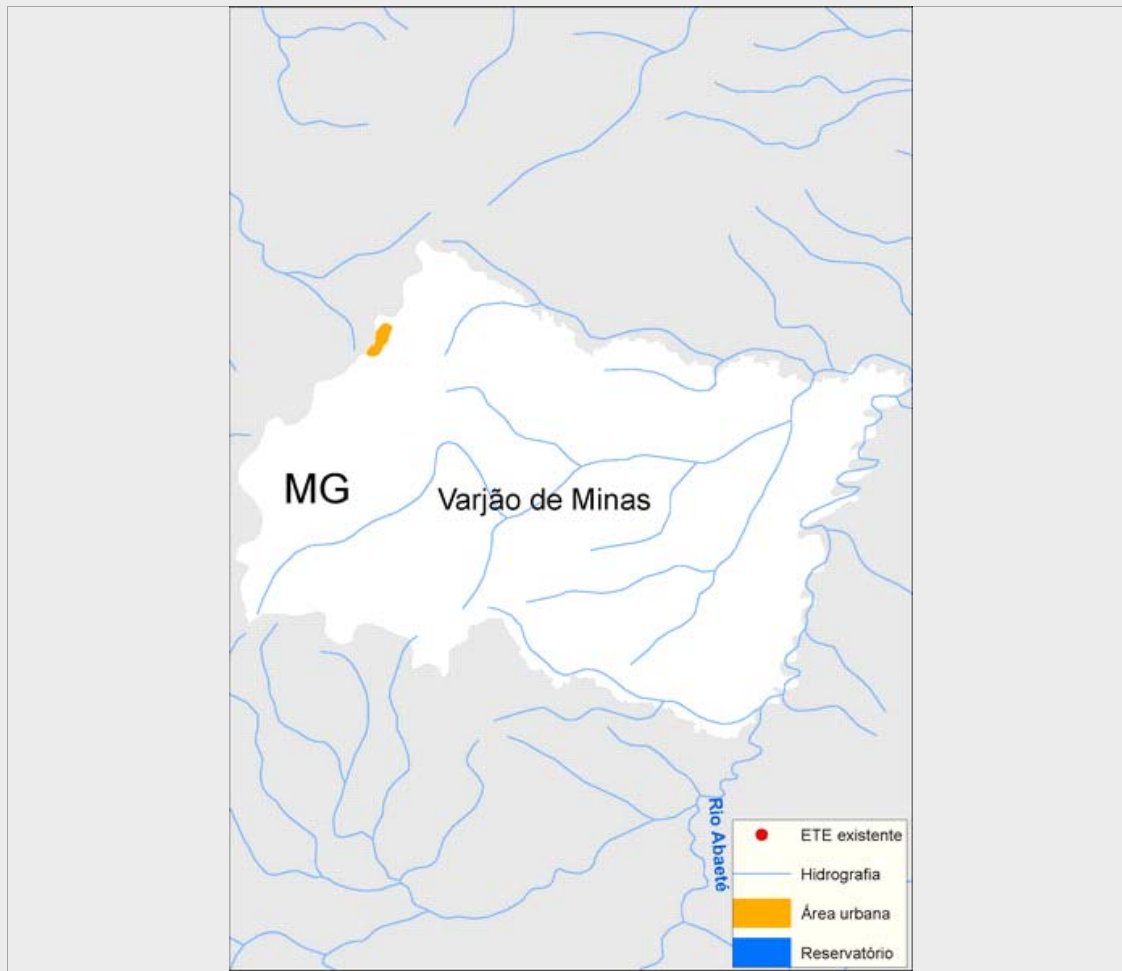 MG
Varjão de Minas
Rio Abaeté
ETE existente
Hidrografia
Área urbana
Reservatório